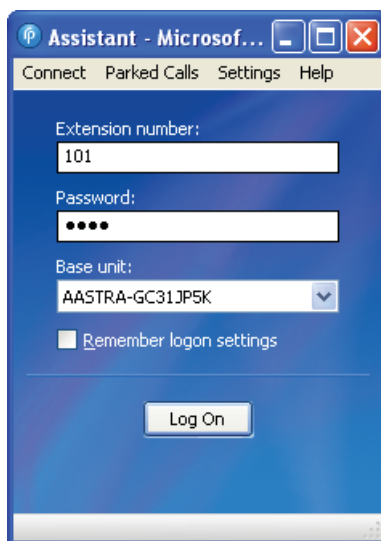 Assistant - Microsof...
Connect Parked Calls Settings Help
Extension number:
101
Password:
••••
Base unit:
AASTRA-GC31JP5K
Remember logon settings
Log On